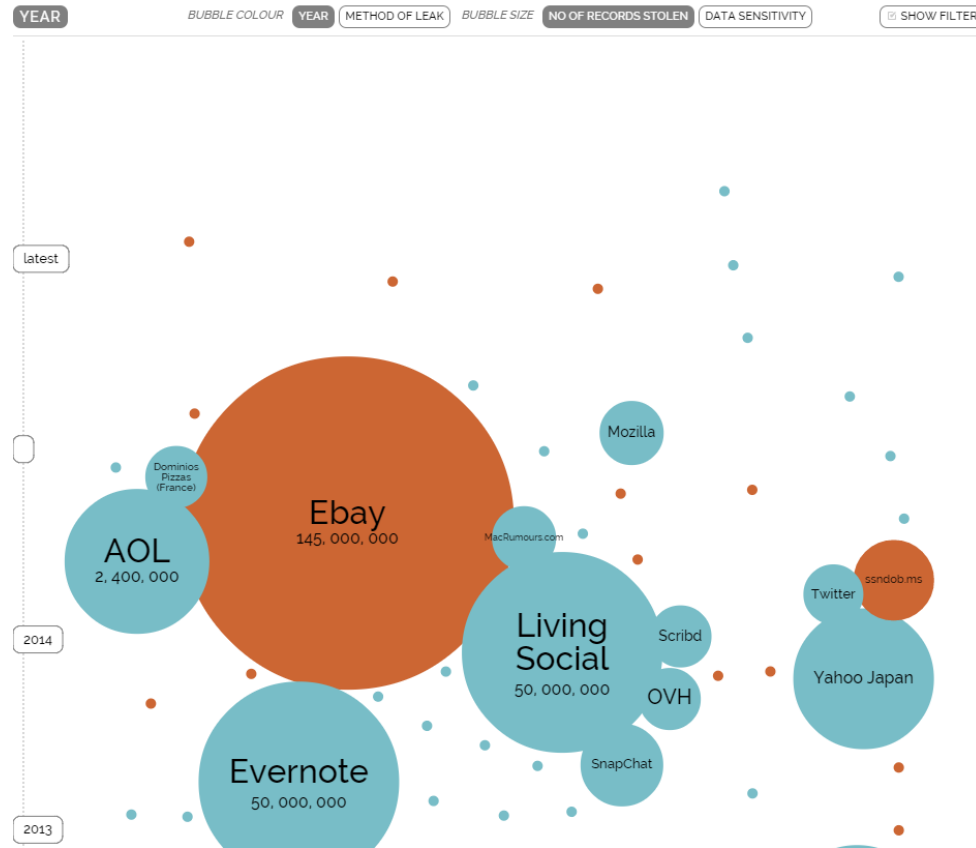 YEAR
BUBBLE COLOUR YEAR METHOD OF LEAK BUBBLE SIZE NO OF RECORDS STOLEN DATA SENSITIVITY SHOW FILTER
latest
Mozilla
Dominios
Pizzas
(France)
Ebay
145, 000, 000
MacRumours.com
AOL
2, 400, 000
ssndob.ms
Twitter
Living
Social
50, 000, 000
Scribd
2014
Yahoo Japan
OVH
SnapChat
Evernote
50, 000, 000
2013